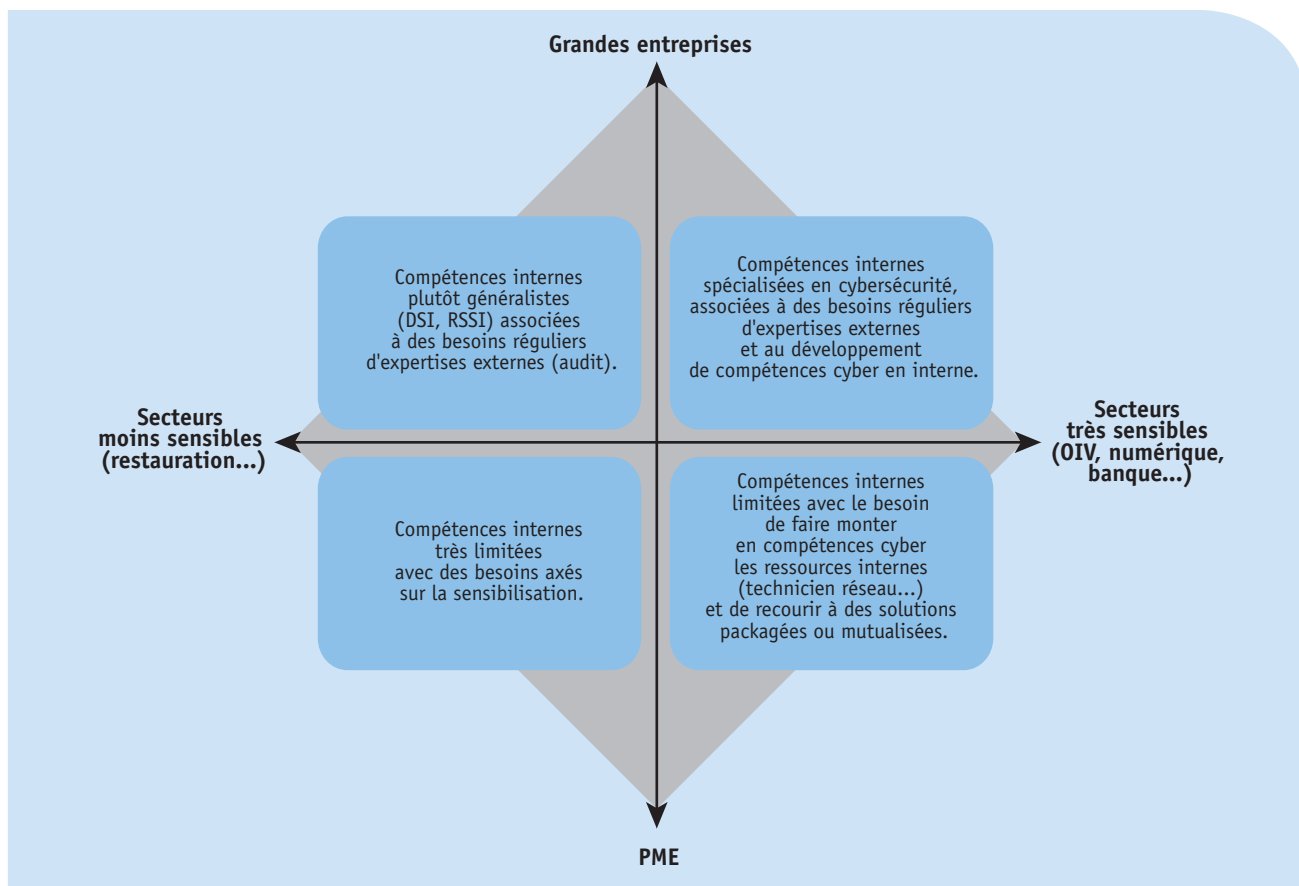 Grandes entreprises
Compétences internes
plutôt généralistes
(DSI, RSSI) associées
à des besoins réguliers
d'expertises externes (audit).
Compétences internes
spécialisées en cybersécurité,
associées à des besoins réguliers
d'expertises externes
et au développement
de compétences cyber en interne.
Secteurs
moins sensibles
(restauration...)
Secteurs
très sensibles
(OIV, numérique,
banque...)
Compétences internes
très limitées
avec des besoins axés
sur la sensibilisation.
Compétences internes
limitées avec le besoin
de faire monter
en compétences cyber
les ressources internes
(technicien réseau...)
et de recourir à des solutions
packagées ou mutualisées.
PME